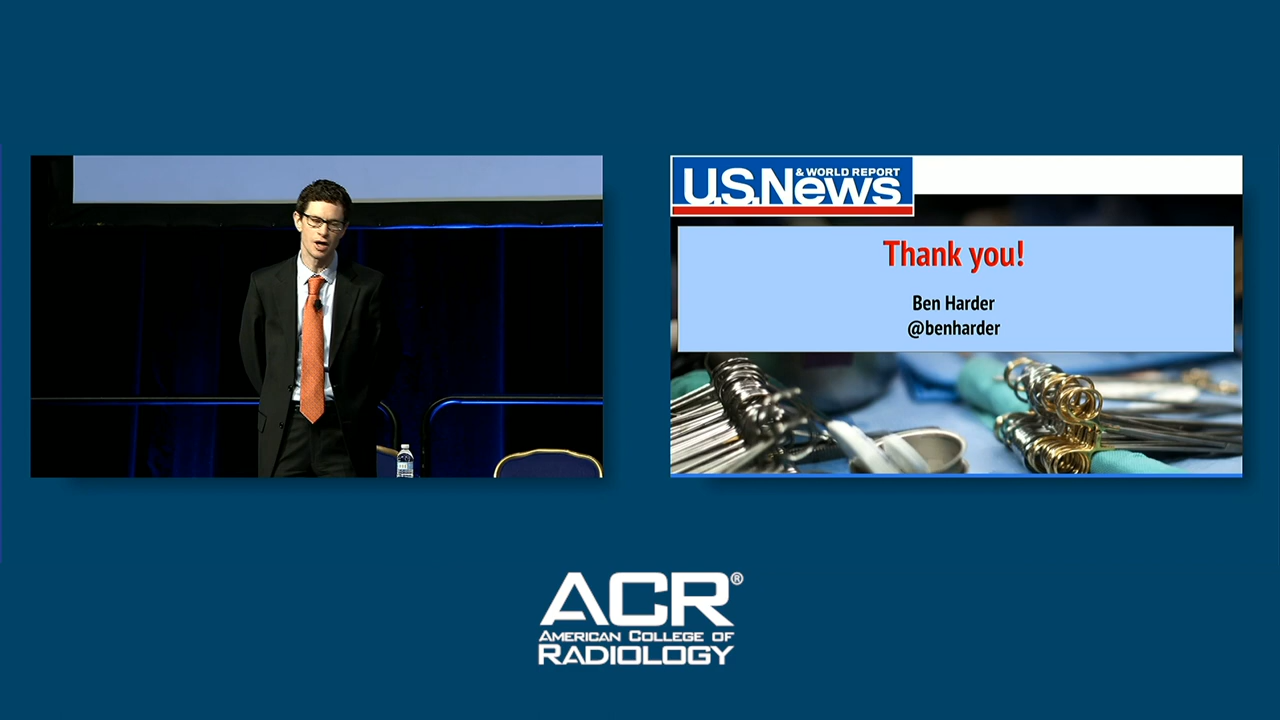 & WORLD REPORT
U.S.News
Thank you!
Ben Harder
@benharder
ACR®
AMERICAN COLLEGE OF
RADIOLOGY